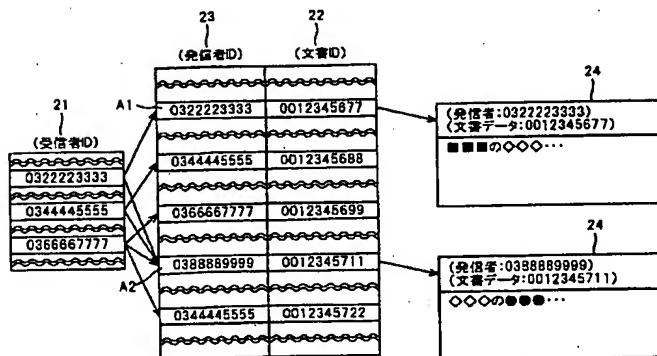 23
22
(発信者ID)
(文書ID)
21
(受信者ID)
0322223333
0344445555
0366667777
A1
0322223333 0012345677
0344445555 0012345688
0366667777 0012345699
0388889999 0012345711
A2
0344445555 0012345722
24
(発信者:0322223333)
(文書データ:0012345677)
■■■の◇◇◇・・・
24
(発信者:0388889999)
(文書データ:0012345711)
◇◇◇の●●●・・・